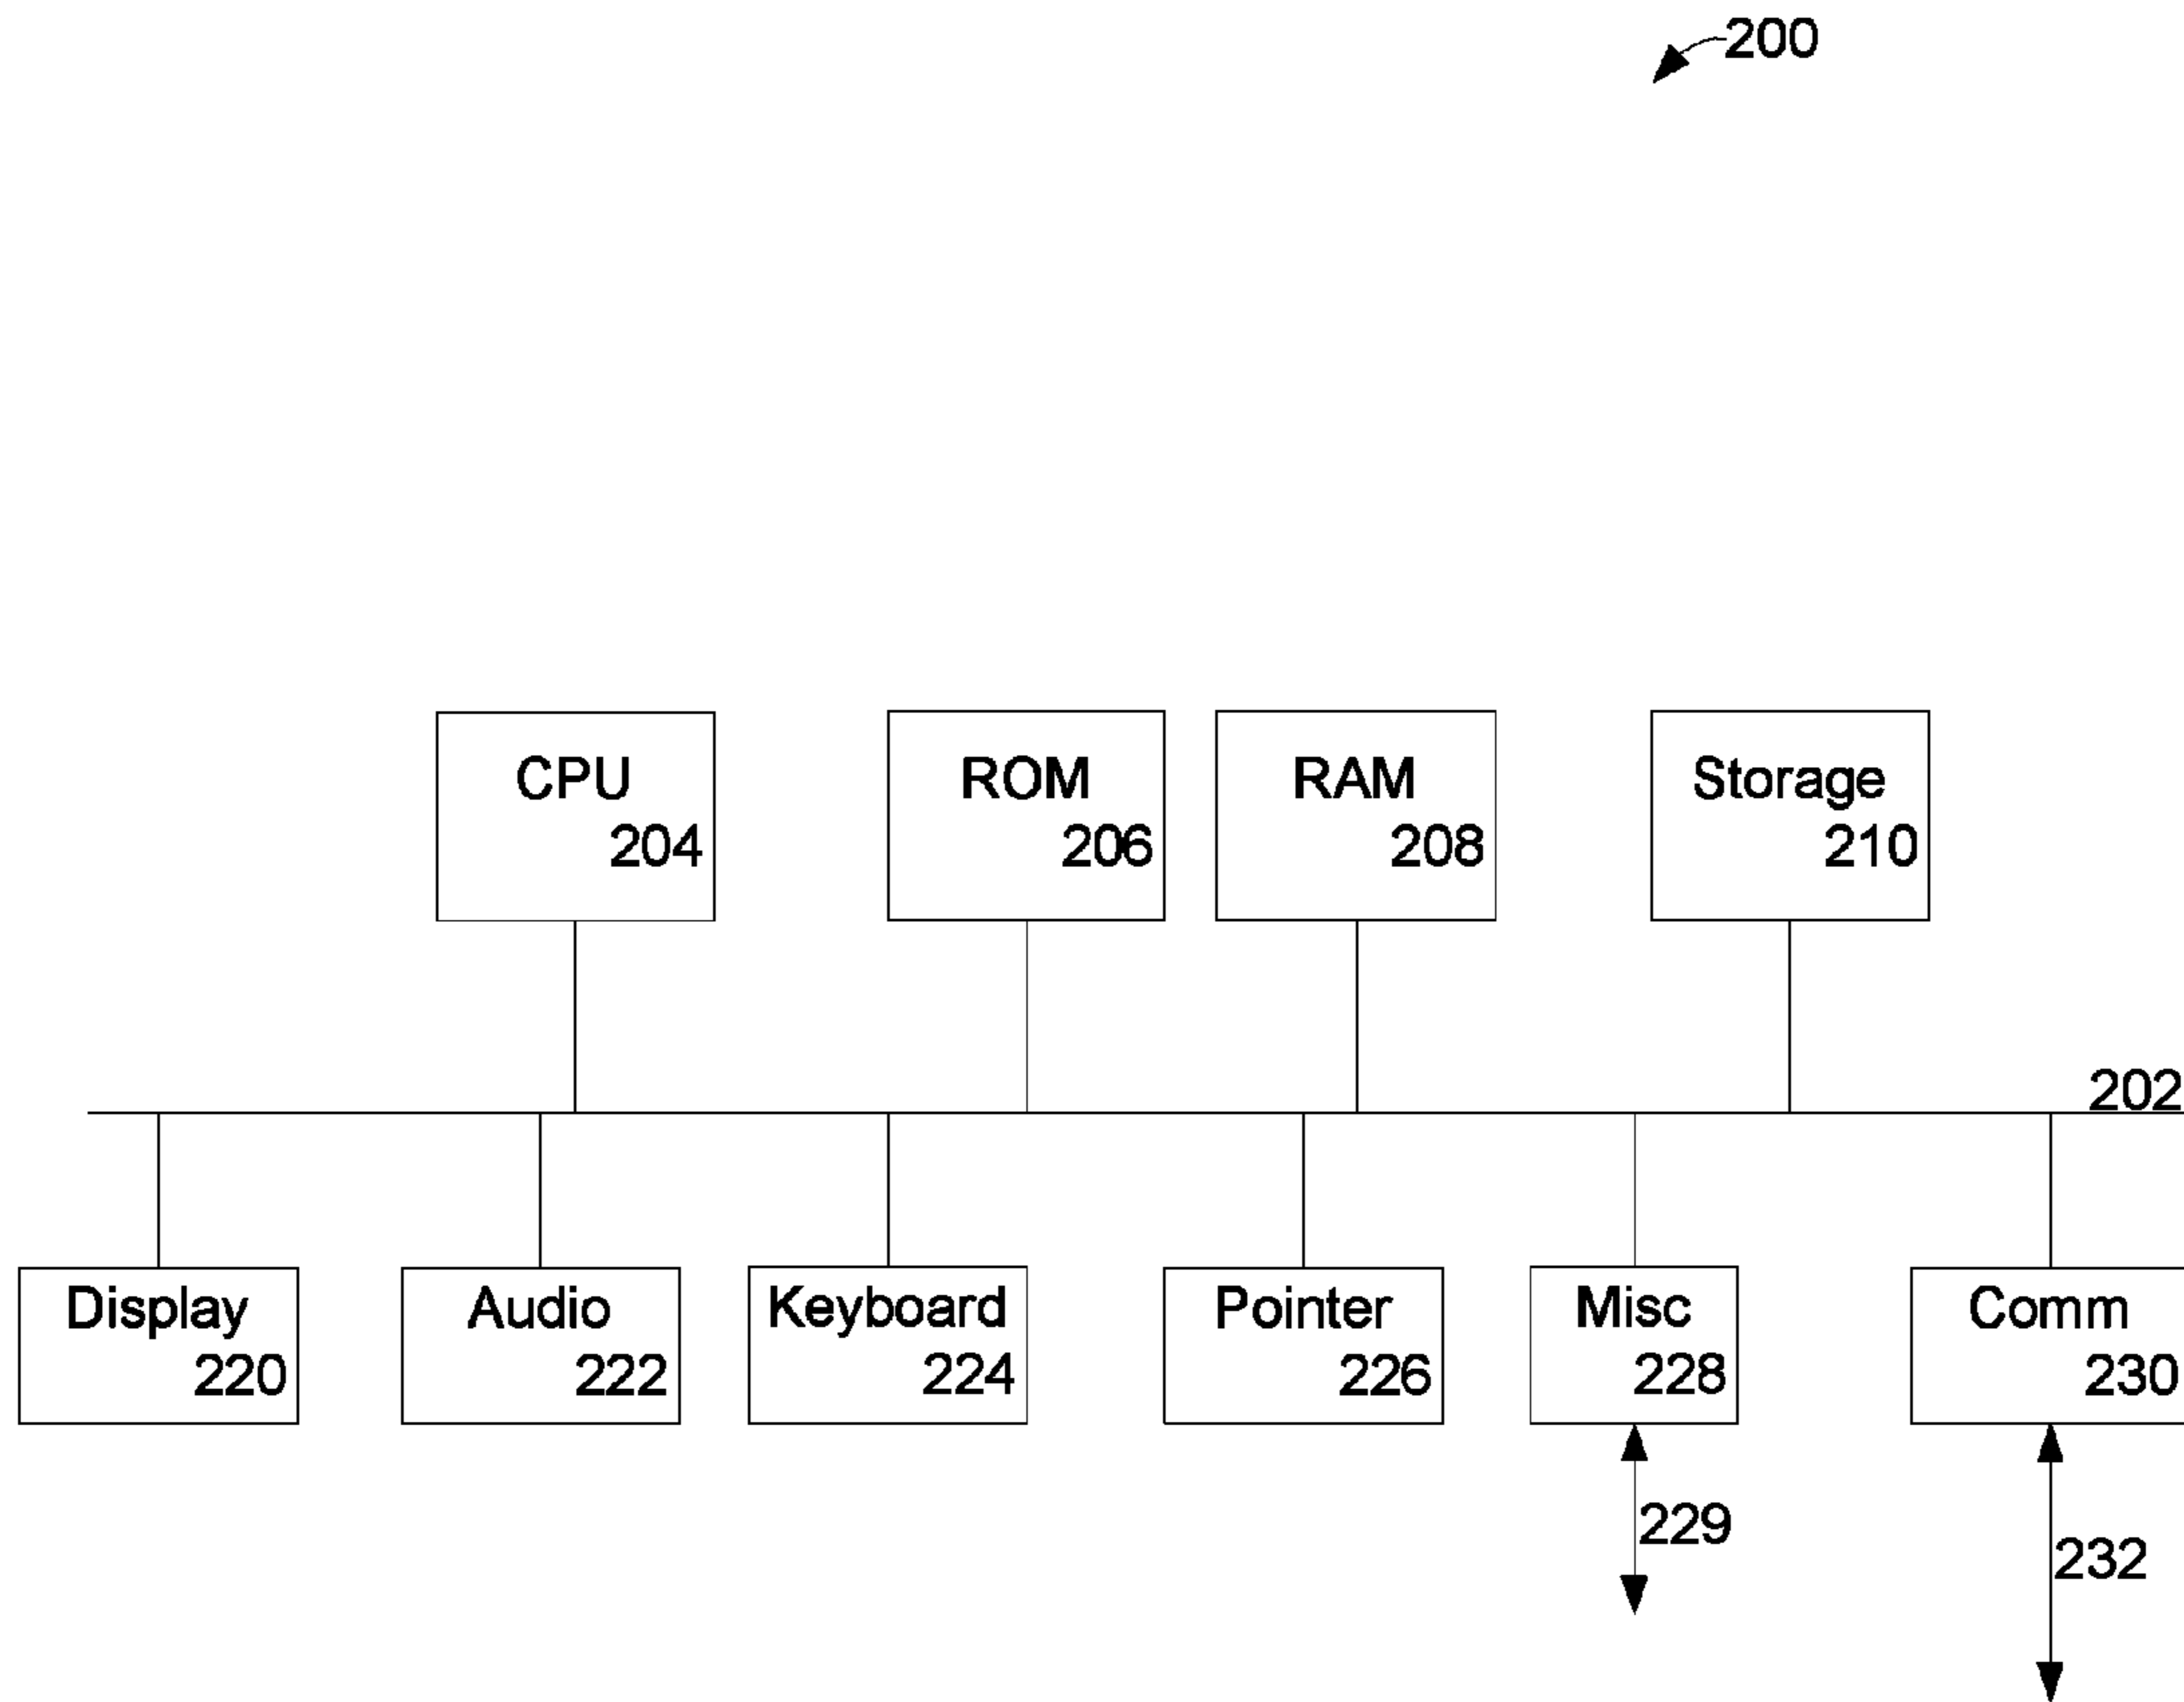 200
CPU
204
ROM
206
RAM
208
Storage
210
202
Display
220
Audio
222
Keyboard
224
Pointer
226
Misc
228
Comm
230
229
232